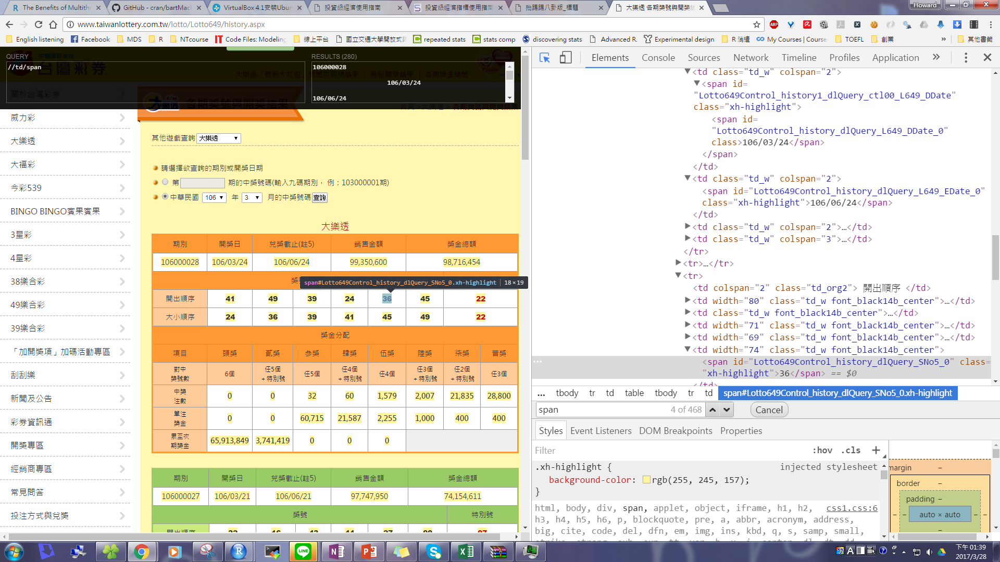 The Benefits of Multithr
GitHub - cran/bartMach
VirtualBox 4.1安裝Ubun
投資級經濟使用指南
投資級經濟指標使用指南
批踢踢八卦版_標題
大樂透 各期獎號與開獎結
Howard
www.taiwanlottery.com.tw/lotto/Lotto649/history.aspx
English listening
Facebook
MDS
R
NTcourse
Code Files: Modeling
線上平台
國立交通大學開放式課
repeated stats
stats comp
discovering stats
Advanced R.
Experimental design
R 消遣
My Courses | Course
TOEFL
創業
其他書籤
QUERY
//td/span
RESULTS (280)
106000028
106/03/24
106/06/24
台灣彩券
關於台灣彩券
各期獎號與開獎結果
威力彩
大樂透
大福彩
今彩539
BINGO BINGO賓果賓果
3星彩
4星彩
38樂合彩
49樂合彩
39樂合彩
「加開獎項」加碼活動專區
刮刮樂
新聞及公告
彩券資訊通
開獎專區
經銷商專區
常見問答
投注方式與兌獎
其他遊戲查詢 大樂透
請選擇欲查詢的期別或開獎日期
第 期的中獎號碼(輸入九碼期別， 例：103000001期)
中華民國 106 年 3 月的中獎號碼 查詢
大樂透
期別 開獎日 兌獎截止(註5) 銷售金額 獎金總額
106000028 106/03/24 106/06/24 99,350,600 98,716,454
span#Lotto649Control_history_dlQuery_SNo5_0.xh-highlight | 18×19
開出順序 41 49 39 24 36 45 22
大小順序 24 36 39 41 45 49 22
獎金分配
項目 頭獎 貳獎 參獎 肆獎 伍獎 陸獎 柒獎 普獎
對中獎號數 6個 任5個+特別號 任5個 任4個+特別號 任4個 任3個+特別號 任2個+特別號 任3個
中獎注數 0 0 32 60 1,579 2,007 21,835 28,800
單注獎金 0 0 60,715 21,587 2,255 1,000 400 400
累至次期獎金 65,913,849 3,741,419 0 0 0
期別 開獎日 兌獎截止(註5) 銷售金額 獎金總額
106000027 106/03/21 106/06/21 97,747,950 74,154,611
獎號 特別號
Elements Console Sources Network Timeline Profiles Application
<td class="td_w" colspan="2">
<span id=
"Lotto649Control_history1_dlQuery_ctl00_L649_DDate"
class="xh-highlight">
<span id=
"Lotto649Control_history_dlQuery_L649_DDate_0"
class>106/03/24</span>
</span>
</td>
<td class="td_w" colspan="2">
<span id="Lotto649Control_history_dlQuery_L649_EDate_0"
class="xh-highlight">106/06/24</span>
</td>
<td class="td_w" colspan="2">…</td>
<td class="td_w" colspan="3">…</td>
</tr>
<tr>…</tr>
<tr>
<td colspan="2" class="td_org2"> 開出順序 </td>
<td width="80" class="td_w font_black14b_center">…</td>
<td class="td_w font_black14b_center">…</td>
<td width="71" class="td_w font_black14b_center">…</td>
<td width="69" class="td_w font_black14b_center">…</td>
<td width="74" class="td_w font_black14b_center">
<span id="Lotto649Control_history_dlQuery_SNo5_0" class=
"xh-highlight">36</span> == $0
... tbody tr td table tbody tr td span#Lotto649Control_history_dlQuery_SNo5_0.xh-highlight
span 4 of 468 Cancel
Styles Event Listeners DOM Breakpoints Properties
Filter :hov .cls +
.xh-highlight { injected stylesheet
background-color: rgb(255, 245, 157);
}
html, body, div, span, applet, object, iframe, h1, h2, css1.css:6
h3, h4, h5, h6, p, blockquote, pre, a, abbr, acronym, address,
big, cite, code, del, dfn, em, img, ins, kbd, q, s, samp, small,
margin –
border –
padding –
auto × auto
下午 01:39
2017/3/28